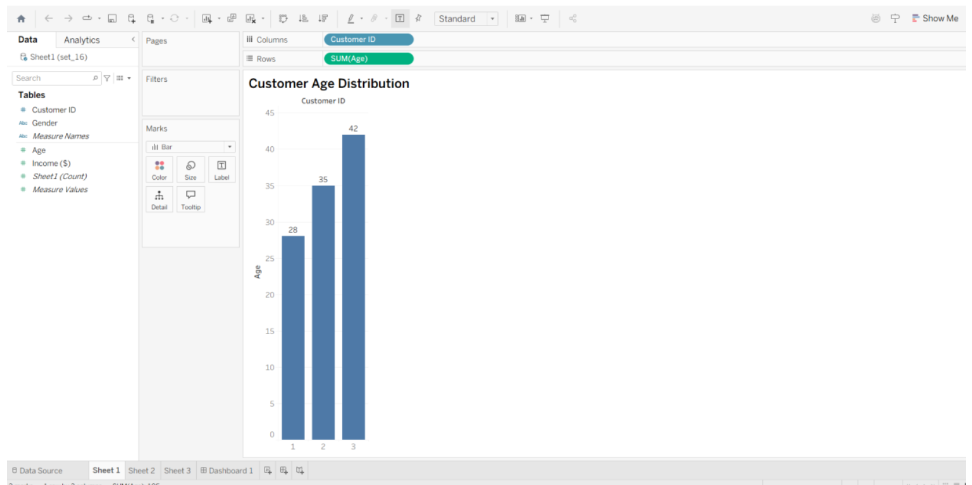 Standard
Show Me
Data
Analytics
Pages
Columns
Customer ID
Rows
SUM(Age)
Sheet1 (set_16)
Search
Tables
Customer ID
Abc Gender
Abc Measure Names
Age
Income ($)
Sheet1 (Count)
Measure Values
Filters
Marks
Bar
Color
Size
Label
Detail
Tooltip
Customer Age Distribution
Customer ID
45
40
35
30
25
20
15
10
5
0
Age
28
35
42
1
2
3
Data Source
Sheet 1
Sheet 2
Sheet 3
Dashboard 1